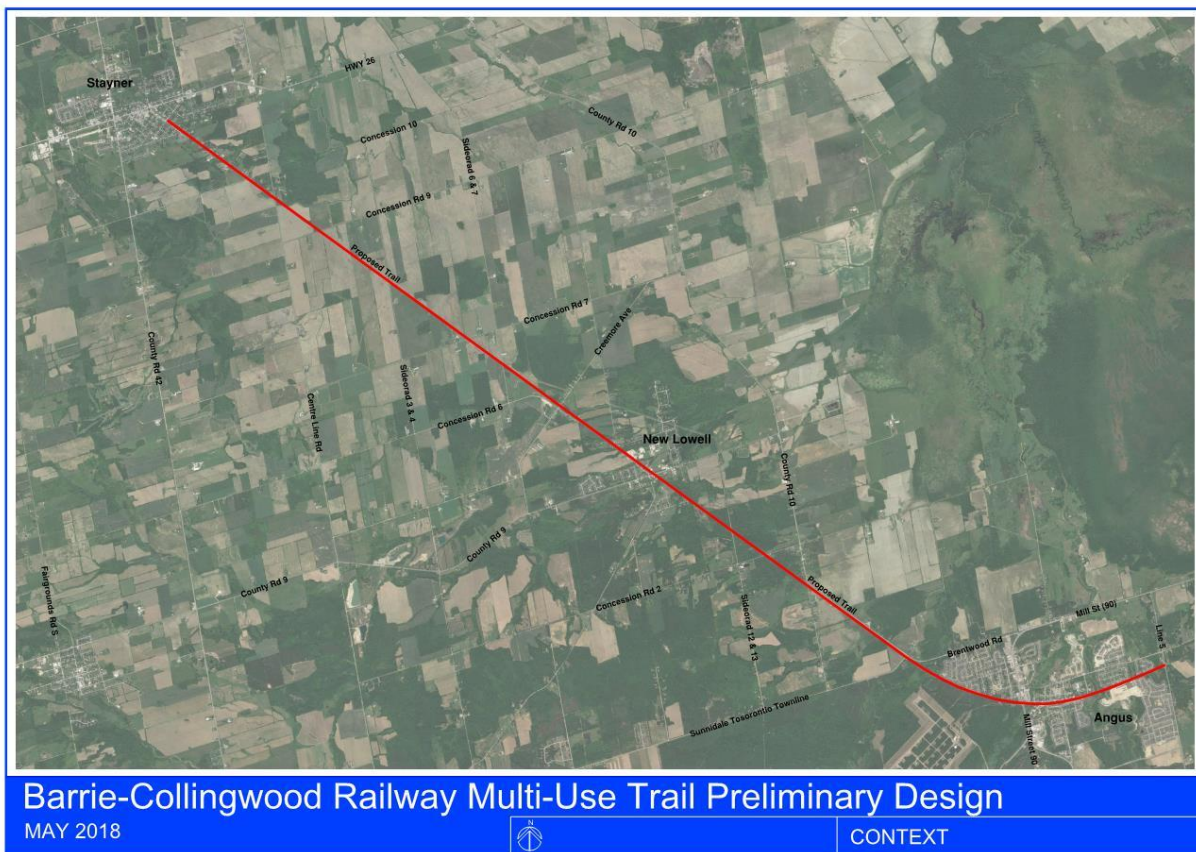 Stayner
HWY 26
Concession 10
County Rd 10
Sideorad 6 & 7
Concession Rd 9
Proposed Trail
Concession Rd 7
Creemore Ave
County Rd 42
Sideorad 3 & 4
Centre Line Rd
Concession Rd 6
New Lowell
County Rd 10
County Rd 9
County Rd 9
Concession Rd 2
Fairgrounds Rd S
Sideorad 12 & 13
Proposed Trail
Mill St (90)
Line 5
Brentwood Rd
Sunnidale Tosorontio Townline
Mill Street 90
Angus
Barrie-Collingwood Railway Multi-Use Trail Preliminary Design
MAY 2018
N
CONTEXT